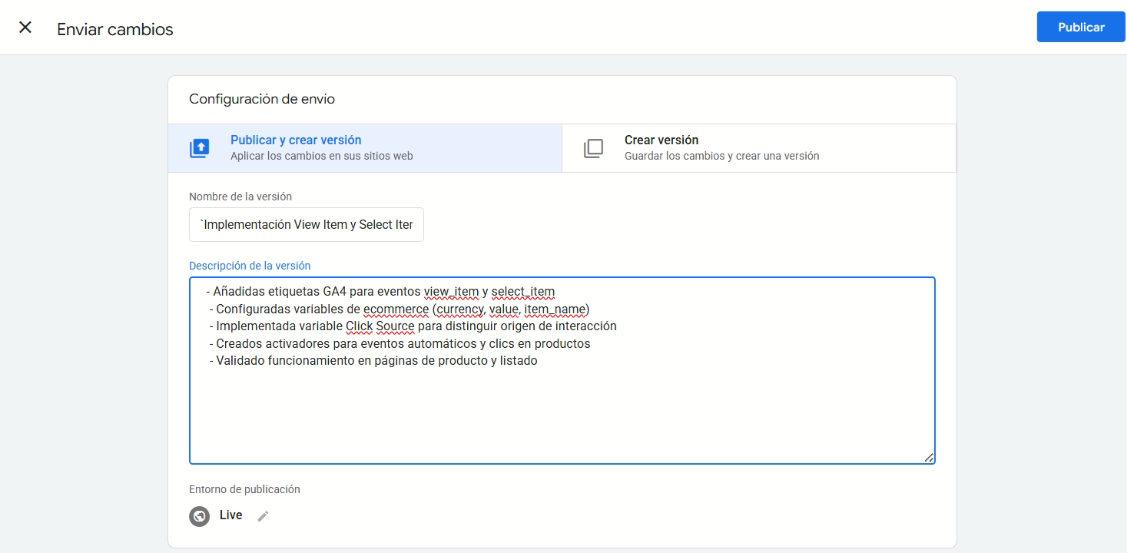 Enviar cambios
Publicar
Configuración de envío
Publicar y crear versión
Aplicar los cambios en sus sitios web
Crear versión
Guardar los cambios y crear una versión
Nombre de la versión
`Implementación View Item y Select Iter
Descripción de la versión
- Añadidas etiquetas GA4 para eventos view_item y select_item
- Configuradas variables de ecommerce (currency, value, item_name)
- Implementada variable Click Source para distinguir origen de interacción
- Creados activadores para eventos automáticos y clics en productos
- Validado funcionamiento en páginas de producto y listado
Entorno de publicación
Live